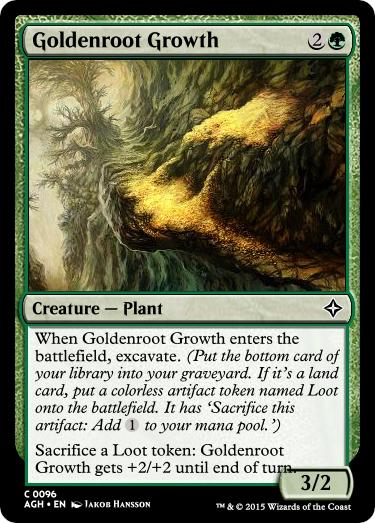 Goldenroot Growth 2
Creature — Plant
When Goldenroot Growth enters the
battlefield, excavate. (Put the bottom card of
your library into your graveyard. If it's a land
card, put a colorless artifact token named Loot
onto the battlefield. It has ‘Sacrifice this
artifact: Add 1 to your mana pool.’)
Sacrifice a Loot token: Goldenroot
Growth gets +2/+2 until end of turn.
3/2
C 0096
AGH • EN Jakob Hansson
™ & © 2015 Wizards of the Coast